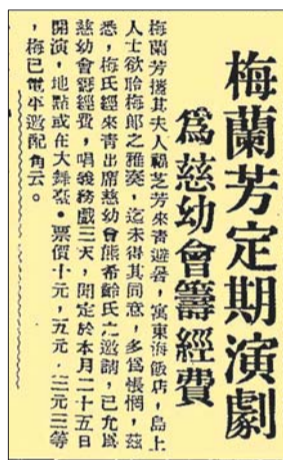 梅蘭芳定期演劇
為慈幼會籌經費
梅蘭芳攜其夫人福芝芳來青避暑,寓東海飯店,島上
人士欲聆梅郎之雅奏,迄未得其同意,多為悵惘,茲
悉,梅氏經來青出席慈幼會熊希齡氏之邀請,已允為
慈幼會籌經費,唱義務戲三天,聞定於本月二十五日
開演,地點或在大舞台。票價十元,五元,三元三等
,梅已電平邀配角云。